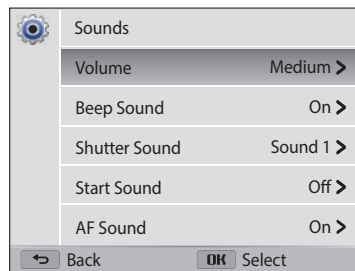 Sounds
Volume Medium >
Beep Sound On >
Shutter Sound Sound 1 >
Start Sound Off >
AF Sound On >
Back OK Select